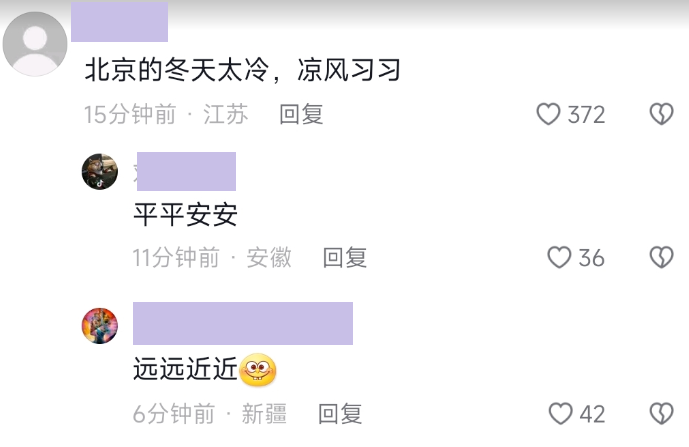 北京的冬天太冷，凉风习习
15分钟前 · 江苏 回复 372
平平安安
11分钟前 · 安徽 回复 36
远远近近
6分钟前 · 新疆 回复 42